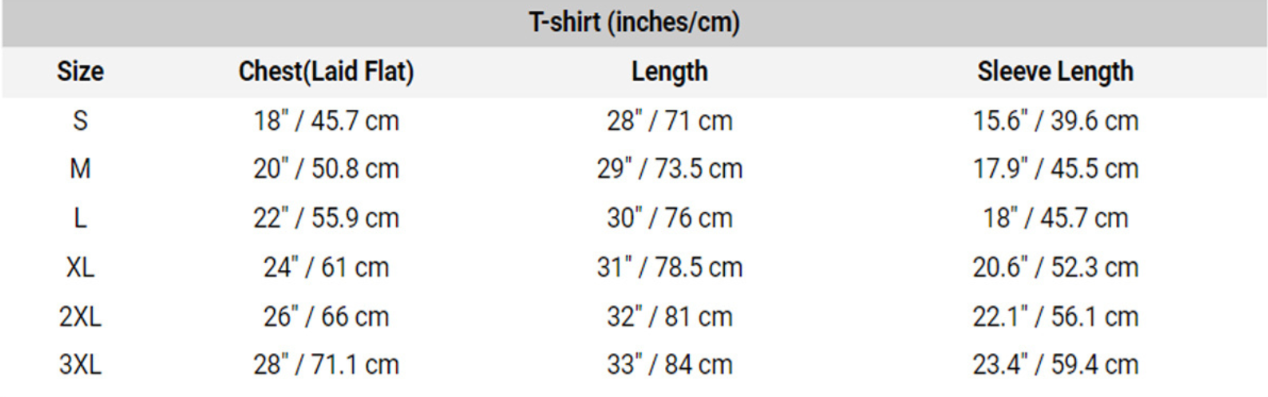 T-shirt (inches/cm)
Size Chest(Laid Flat) Length Sleeve Length
S 18" / 45.7 cm 28" / 71 cm 15.6" / 39.6 cm
M 20" / 50.8 cm 29" / 73.5 cm 17.9" / 45.5 cm
L 22" / 55.9 cm 30" / 76 cm 18" / 45.7 cm
XL 24" / 61 cm 31" / 78.5 cm 20.6" / 52.3 cm
2XL 26" / 66 cm 32" / 81 cm 22.1" / 56.1 cm
3XL 28" / 71.1 cm 33" / 84 cm 23.4" / 59.4 cm